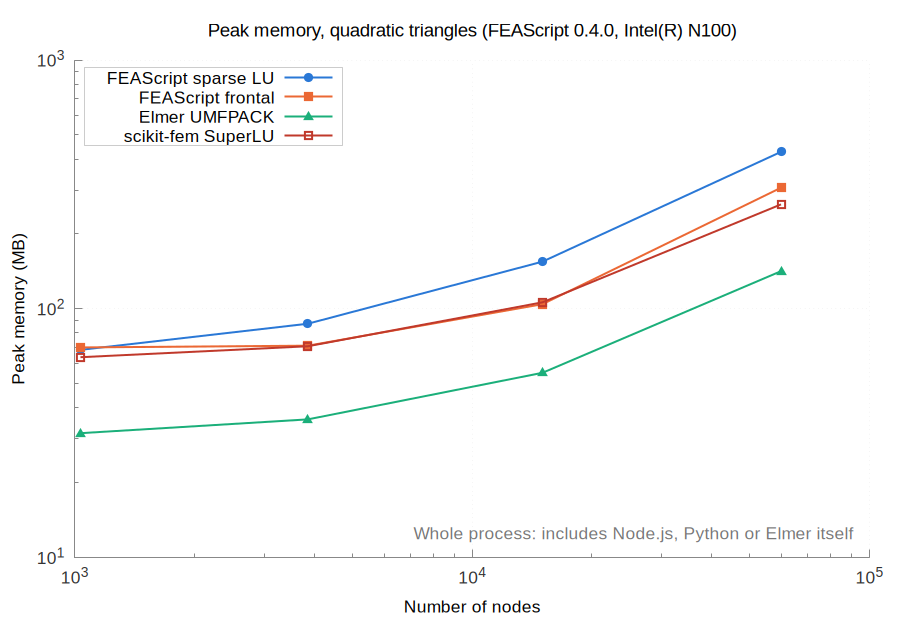 Peak memory, quadratic triangles (FEAScript 0.4.0, Intel(R) N100)
10³
FEAScript sparse LU
FEAScript frontal
Elmer UMFPACK
scikit-fem SuperLU
Peak memory (MB)
10²
Whole process: includes Node.js, Python or Elmer itself
10¹
10³ 10⁴ 10⁵
Number of nodes